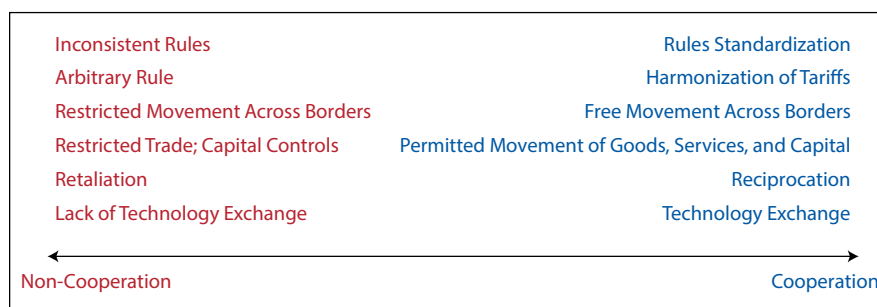 Inconsistent Rules Rules Standardization
Arbitrary Rule Harmonization of Tariffs
Restricted Movement Across Borders Free Movement Across Borders
Restricted Trade; Capital Controls Permitted Movement of Goods, Services, and Capital
Retaliation Reciprocation
Lack of Technology Exchange Technology Exchange
Non-Cooperation Cooperation